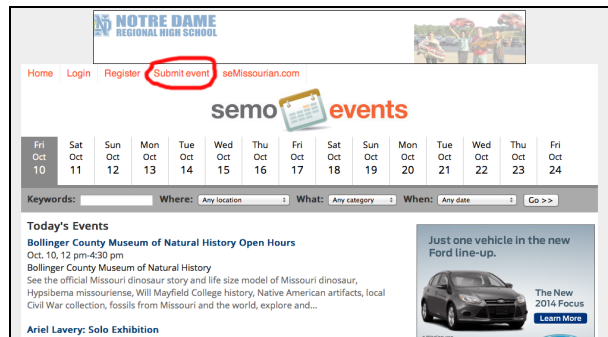 NOTRE DAME
REGIONAL HIGH SCHOOL
Home Login Register Submit event seMissourian.com
semo events
Fri Sat Sun Mon Tue Wed Thu Fri Sat Sun Mon Tue Wed Thu Fri
Oct Oct Oct Oct Oct Oct Oct Oct Oct Oct Oct Oct Oct Oct Oct
10 11 12 13 14 15 16 17 18 19 20 21 22 23 24
Keywords: Where: Any location What: Any category When: Any date Go >>
Today's Events
Bollinger County Museum of Natural History Open Hours
Oct. 10, 12 pm-4:30 pm
Bollinger County Museum of Natural History
See the official Missouri dinosaur story and life size model of Missouri dinosaur,
Hypsibema missouriense, Will Mayfield College history, Native American artifacts, local
Civil War collection, fossils from Missouri and the world, explore and...
Ariel Lavery: Solo Exhibition
Just one vehicle in the new
Ford line-up.
The New
2014 Focus
Learn More